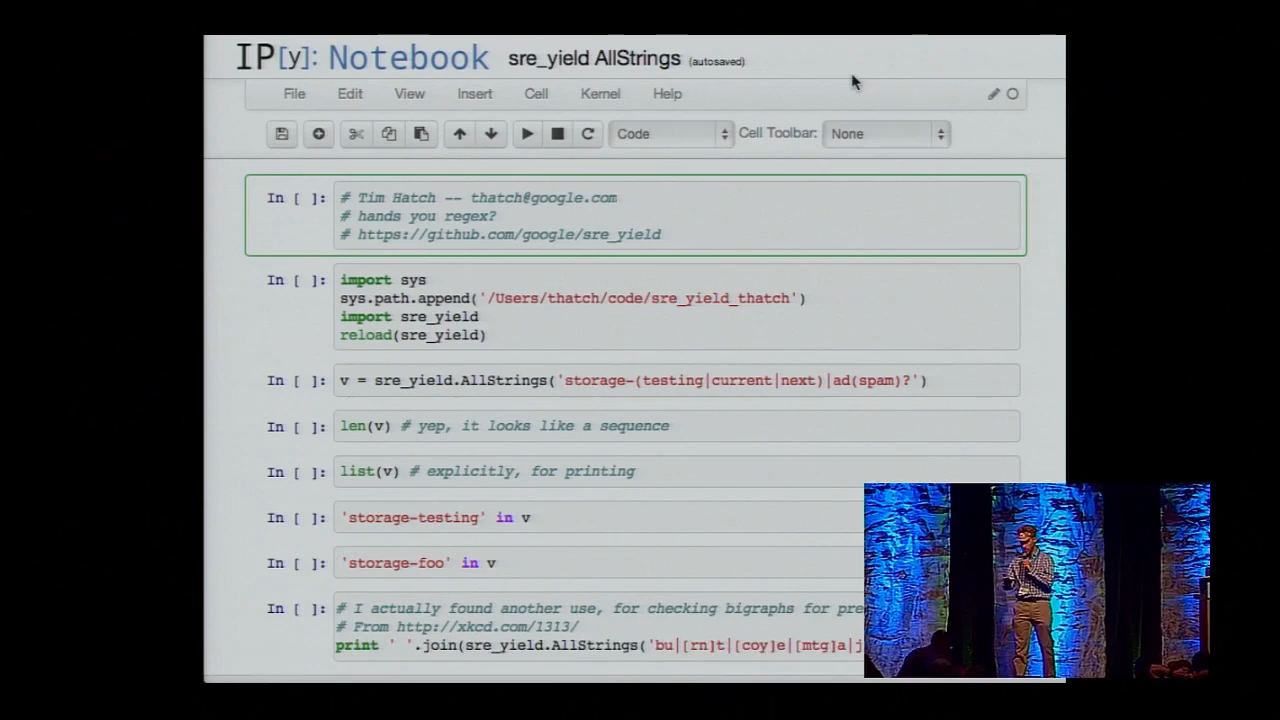 IP[y]: Notebook sre_yield AllStrings (autosaved)
File Edit View Insert Cell Kernel Help
Code Cell Toolbar: None
In [ ]: # Tim Hatch -- thatch@google.com
# hands you regex?
# https://github.com/google/sre_yield
In [ ]: import sys
sys.path.append('/Users/thatch/code/sre_yield_thatch')
import sre_yield
reload(sre_yield)
In [ ]: v = sre_yield.AllStrings('storage-(testing|current|next)|ad(spam)?')
In [ ]: len(v) # yep, it looks like a sequence
In [ ]: list(v) # explicitly, for printing
In [ ]: 'storage-testing' in v
In [ ]: 'storage-foo' in v
In [ ]: # I actually found another use, for checking bigraphs for pre
# From http://xkcd.com/1313/
print ' '.join(sre_yield.AllStrings('bu|[rn]t|[coy]e|[mtg]a|j